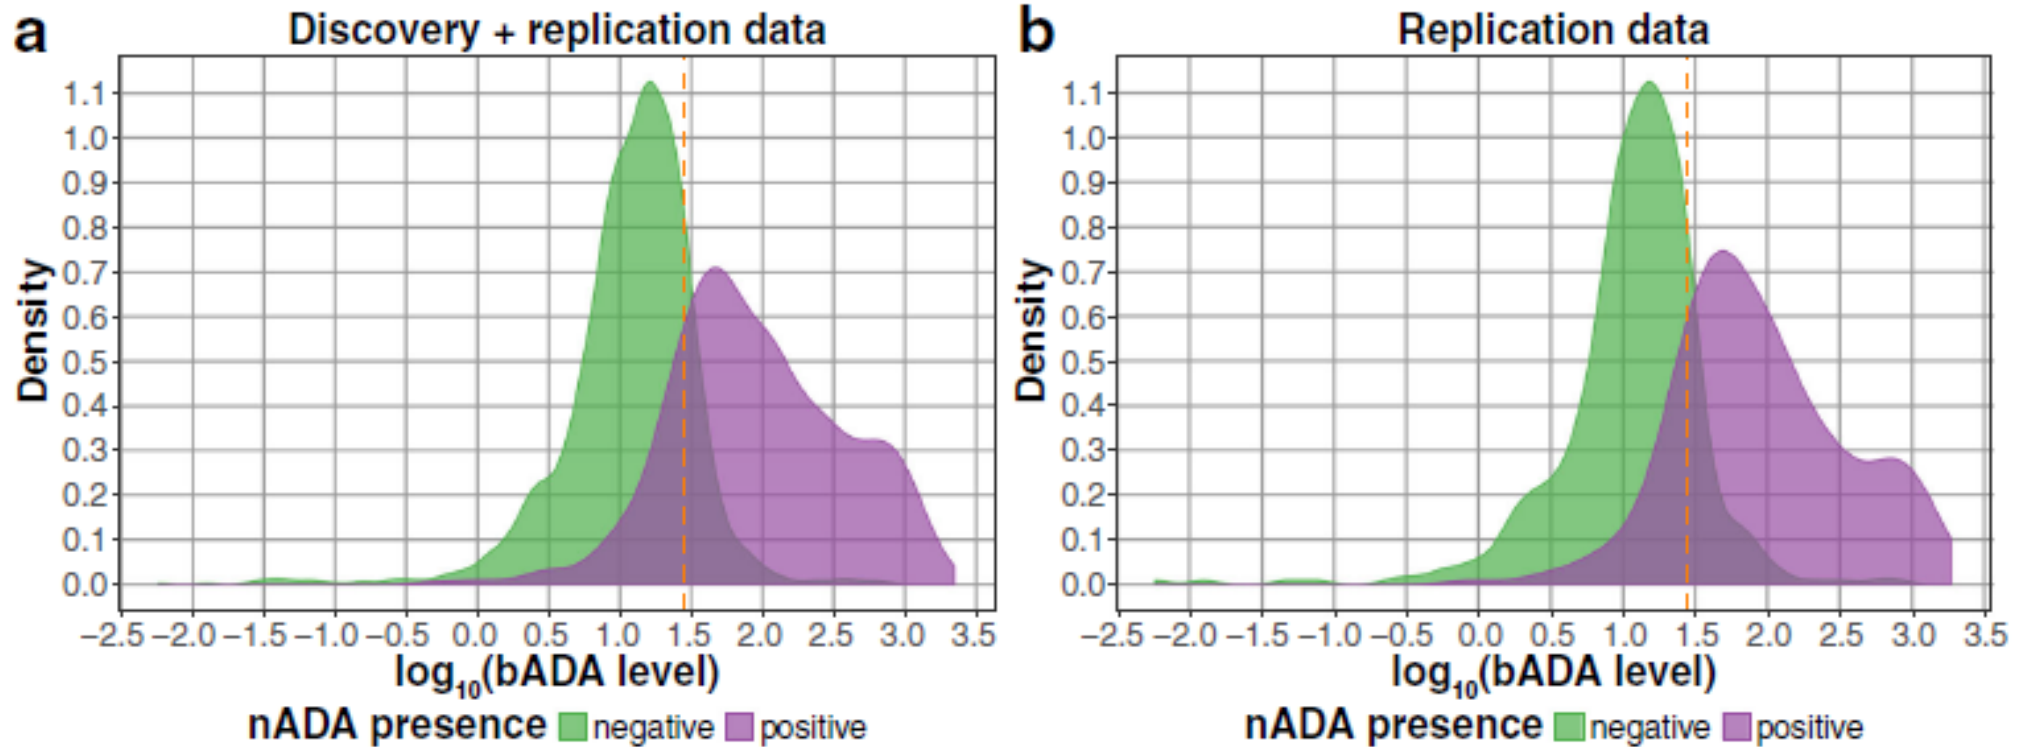 a
Discovery + replication data
Density
1.1
1.0
0.9
0.8
0.7
0.6
0.5
0.4
0.3
0.2
0.1
0.0
−2.5 −2.0 −1.5 −1.0 −0.5 0.0 0.5 1.0 1.5 2.0 2.5 3.0 3.5
log₁₀(bADA level)
nADA presence negative positive
b
Replication data
Density
1.1
1.0
0.9
0.8
0.7
0.6
0.5
0.4
0.3
0.2
0.1
0.0
−2.5 −2.0 −1.5 −1.0 −0.5 0.0 0.5 1.0 1.5 2.0 2.5 3.0 3.5
log₁₀(bADA level)
nADA presence negative positive